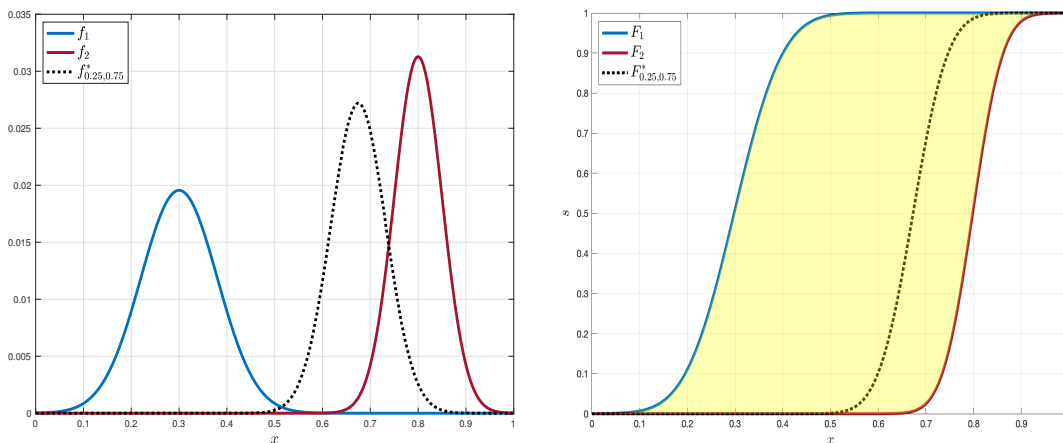 0.035
0.03
0.025
0.02
0.015
0.01
0.005
0
f₁
f₂
f*₀.₂₅,₀.₇₅
0 0.1 0.2 0.3 0.4 0.5 0.6 0.7 0.8 0.9 1
x
1
0.9
0.8
0.7
0.6
0.5
0.4
0.3
0.2
0.1
0
s
F₁
F₂
F*₀.₂₅,₀.₇₅
0 0.1 0.2 0.3 0.4 0.5 0.6 0.7 0.8 0.9
x